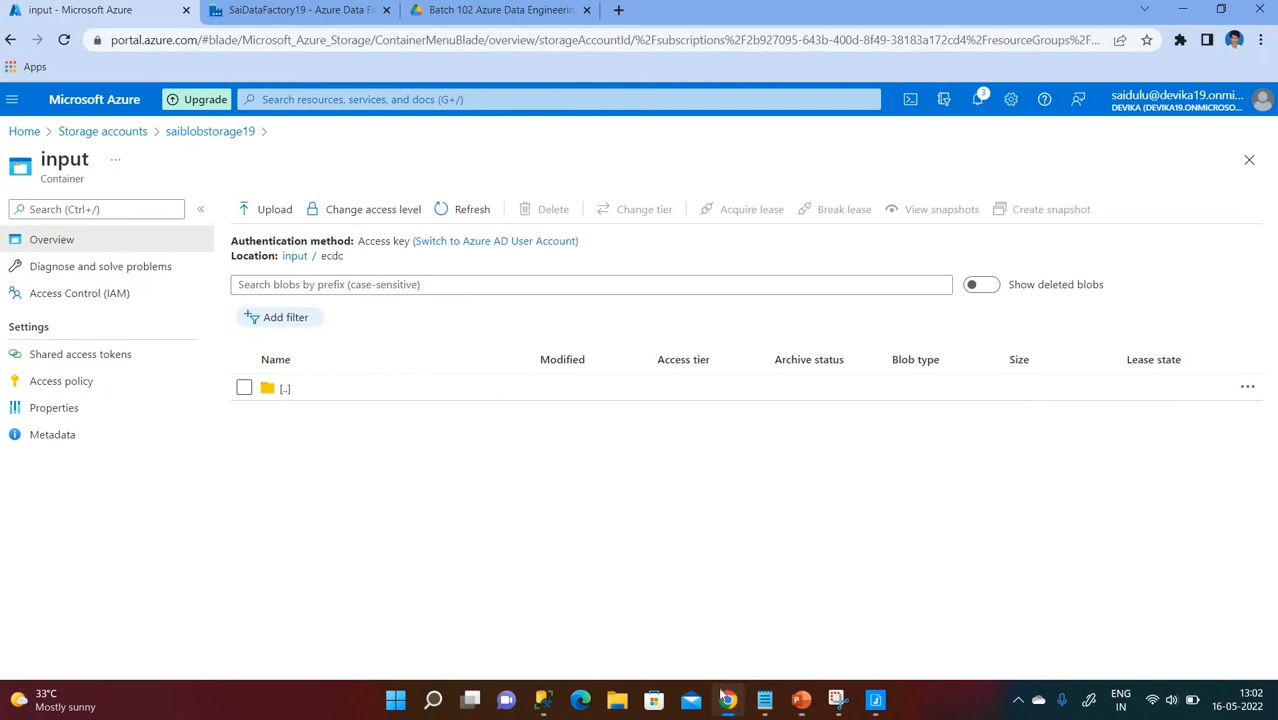 input - Microsoft Azure
SaiDataFactory19 - Azure Data Fa
Batch 102 Azure Data Engineerin
portal.azure.com/#blade/Microsoft_Azure_Storage/ContainerMenuBlade/overview/storageAccountId/%2Fsubscriptions%2F2b927095-643b-400d-8f49-38183a172cd4%2FresourceGroups%2F...
Apps
Microsoft Azure
Upgrade
Search resources, services, and docs (G+/)
3
saidulu@devika19.onmi...
DEVIKA (DEVIKA19.ONMICROSO...
Home > Storage accounts > saiblobstorage19 >
input ...
Container
Search (Ctrl+/)
«
Upload
Change access level
Refresh
Delete
Change tier
Acquire lease
Break lease
View snapshots
Create snapshot
Overview
Diagnose and solve problems
Access Control (IAM)
Settings
Shared access tokens
Access policy
Properties
Metadata
Authentication method: Access key (Switch to Azure AD User Account)
Location: input / ecdc
Search blobs by prefix (case-sensitive)
Show deleted blobs
Add filter
Name Modified Access tier Archive status Blob type Size Lease state
[..]
33°C
Mostly sunny
ENG
IN
13:02
16-05-2022